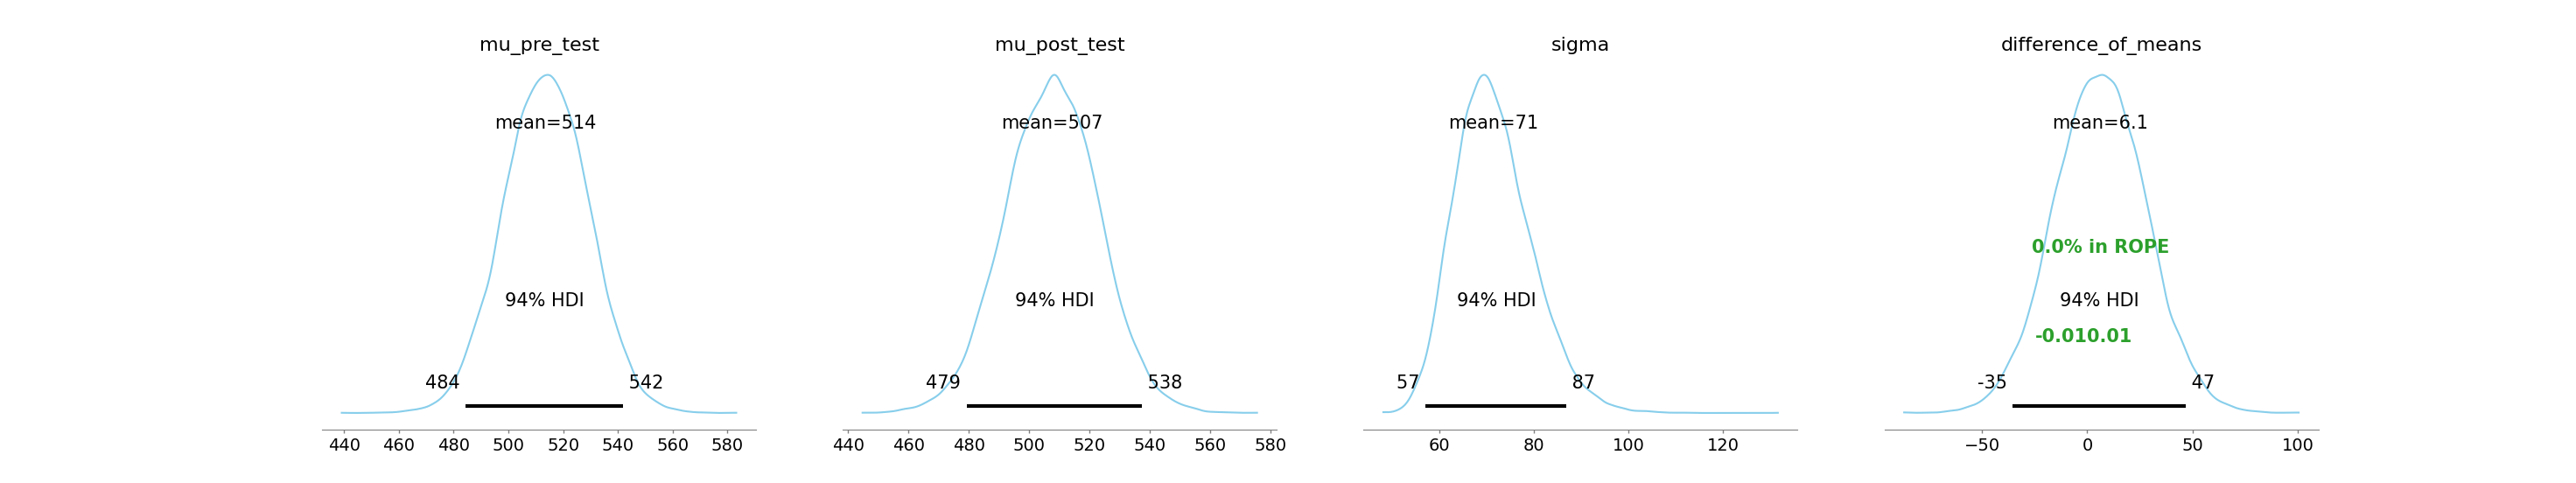 mu_pre_test
mean=514
94% HDI
484 542
440 460 480 500 520 540 560 580
mu_post_test
mean=507
94% HDI
479 538
440 460 480 500 520 540 560 580
sigma
mean=71
94% HDI
57 87
60 80 100 120
difference_of_means
mean=6.1
0.0% in ROPE
94% HDI
-0.010.01
-35 47
−50 0 50 100